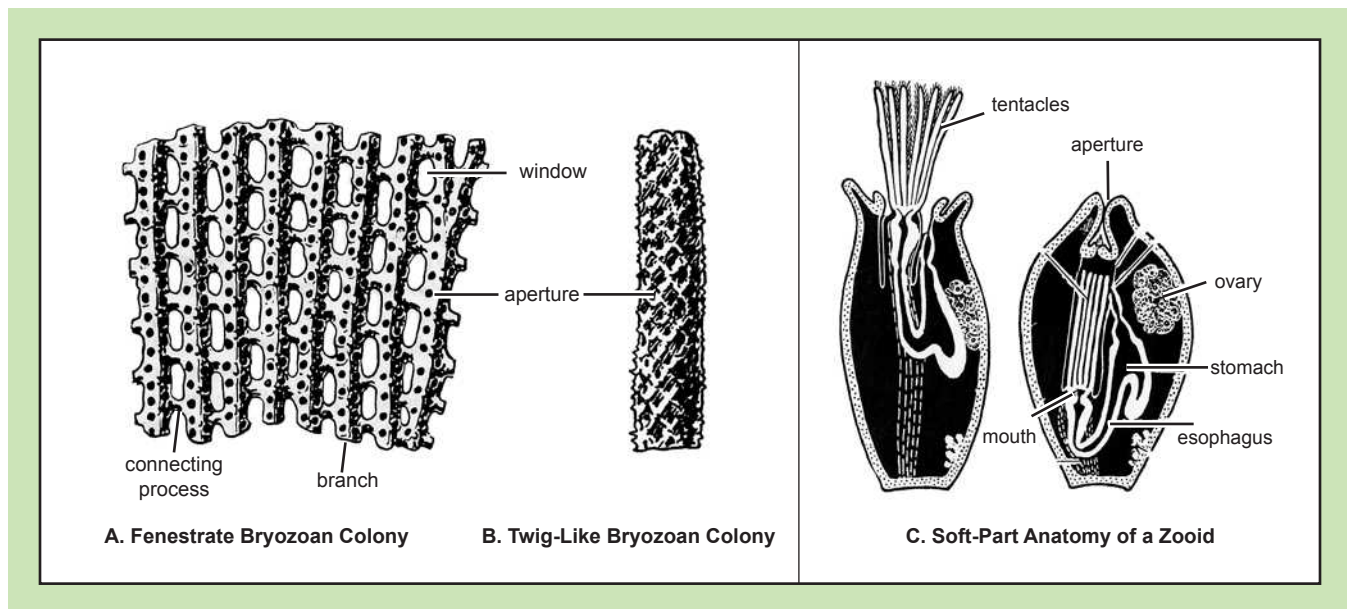 window
aperture
connecting
process
branch
A. Fenestrate Bryozoan Colony
B. Twig-Like Bryozoan Colony
tentacles
aperture
ovary
stomach
mouth
esophagus
C. Soft-Part Anatomy of a Zooid